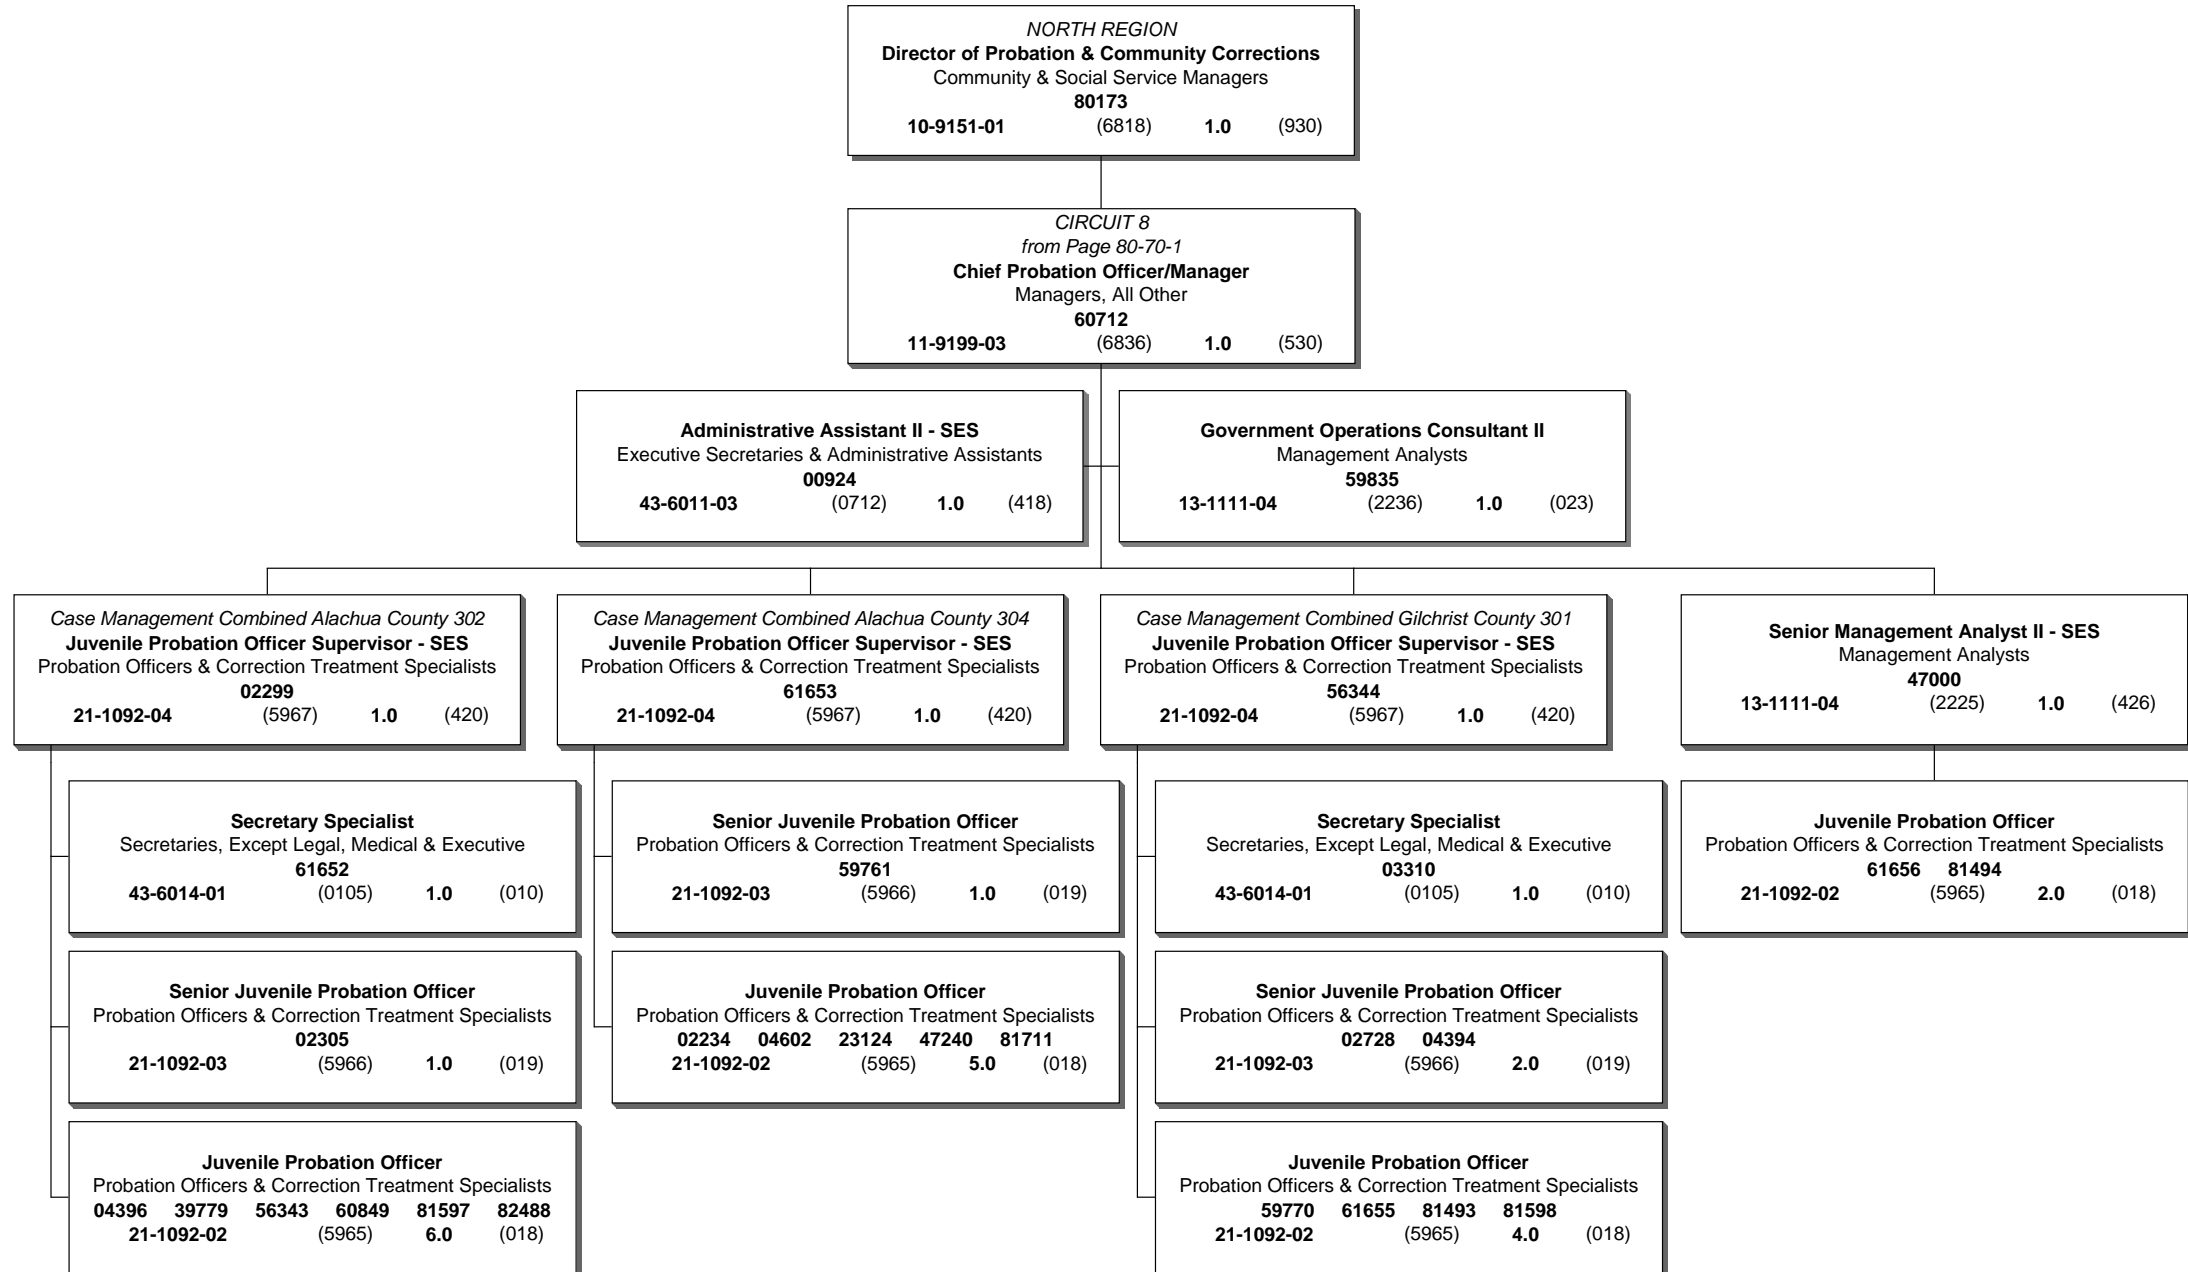 NORTH REGION
Director of Probation & Community Corrections
Community & Social Service Managers
80173
10-9151-01 (6818) 1.0 (930)
CIRCUIT 8
from Page 80-70-1
Chief Probation Officer/Manager
Managers, All Other
60712
11-9199-03 (6836) 1.0 (530)
Administrative Assistant II - SES
Executive Secretaries & Administrative Assistants
00924
43-6011-03 (0712) 1.0 (418)
Government Operations Consultant II
Management Analysts
59835
13-1111-04 (2236) 1.0 (023)
Case Management Combined Alachua County 302
Juvenile Probation Officer Supervisor - SES
Probation Officers & Correction Treatment Specialists
02299
21-1092-04 (5967) 1.0 (420)
Case Management Combined Alachua County 304
Juvenile Probation Officer Supervisor - SES
Probation Officers & Correction Treatment Specialists
61653
21-1092-04 (5967) 1.0 (420)
Case Management Combined Gilchrist County 301
Juvenile Probation Officer Supervisor - SES
Probation Officers & Correction Treatment Specialists
56344
21-1092-04 (5967) 1.0 (420)
Senior Management Analyst II - SES
Management Analysts
47000
13-1111-04 (2225) 1.0 (426)
Secretary Specialist
Secretaries, Except Legal, Medical & Executive
61652
43-6014-01 (0105) 1.0 (010)
Senior Juvenile Probation Officer
Probation Officers & Correction Treatment Specialists
59761
21-1092-03 (5966) 1.0 (019)
Secretary Specialist
Secretaries, Except Legal, Medical & Executive
03310
43-6014-01 (0105) 1.0 (010)
Juvenile Probation Officer
Probation Officers & Correction Treatment Specialists
61656 81494
21-1092-02 (5965) 2.0 (018)
Senior Juvenile Probation Officer
Probation Officers & Correction Treatment Specialists
02305
21-1092-03 (5966) 1.0 (019)
Juvenile Probation Officer
Probation Officers & Correction Treatment Specialists
02234 04602 23124 47240 81711
21-1092-02 (5965) 5.0 (018)
Senior Juvenile Probation Officer
Probation Officers & Correction Treatment Specialists
02728 04394
21-1092-03 (5966) 2.0 (019)
Juvenile Probation Officer
Probation Officers & Correction Treatment Specialists
04396 39779 56343 60849 81597 82488
21-1092-02 (5965) 6.0 (018)
Juvenile Probation Officer
Probation Officers & Correction Treatment Specialists
59770 61655 81493 81598
21-1092-02 (5965) 4.0 (018)